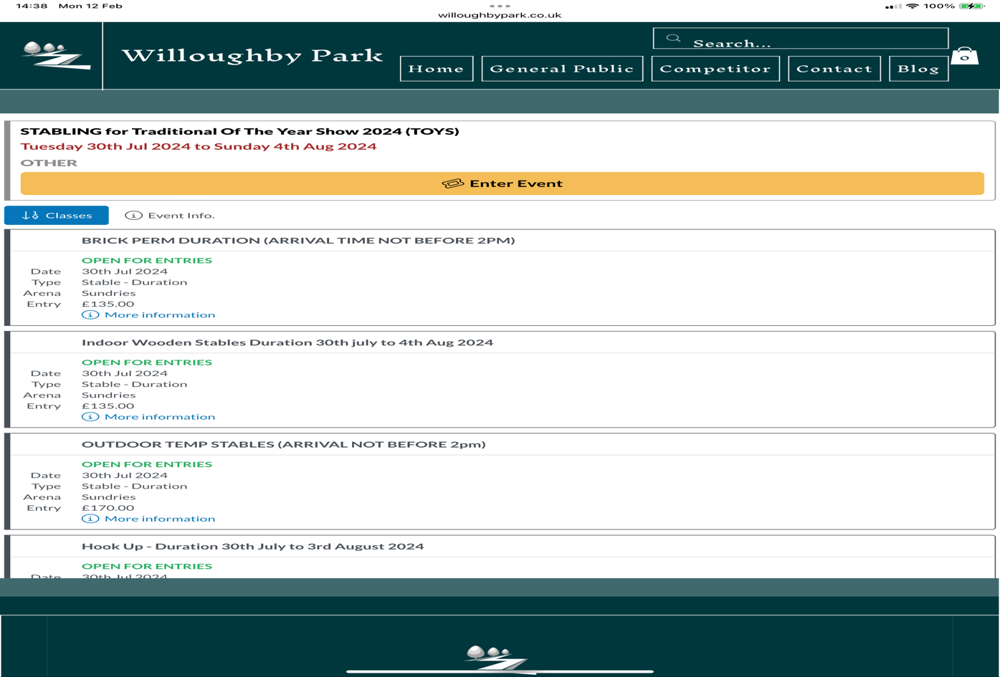 14:38 Mon 12 Feb
100%
willoughbypark.co.uk
Search...
Willoughby Park
Home
General Public
Competitor
Contact
Blog
0
STABLING for Traditional Of The Year Show 2024 (TOYS)
Tuesday 30th Jul 2024 to Sunday 4th Aug 2024
OTHER
Enter Event
Classes
Event Info.
BRICK PERM DURATION (ARRIVAL TIME NOT BEFORE 2PM)
OPEN FOR ENTRIES
Date 30th Jul 2024
Type Stable - Duration
Arena Sundries
Entry £135.00
More information
Indoor Wooden Stables Duration 30th july to 4th Aug 2024
OPEN FOR ENTRIES
Date 30th Jul 2024
Type Stable - Duration
Arena Sundries
Entry £135.00
More information
OUTDOOR TEMP STABLES (ARRIVAL NOT BEFORE 2pm)
OPEN FOR ENTRIES
Date 30th Jul 2024
Type Stable - Duration
Arena Sundries
Entry £170.00
More information
Hook Up - Duration 30th July to 3rd August 2024
OPEN FOR ENTRIES
Date 30th Jul 2024